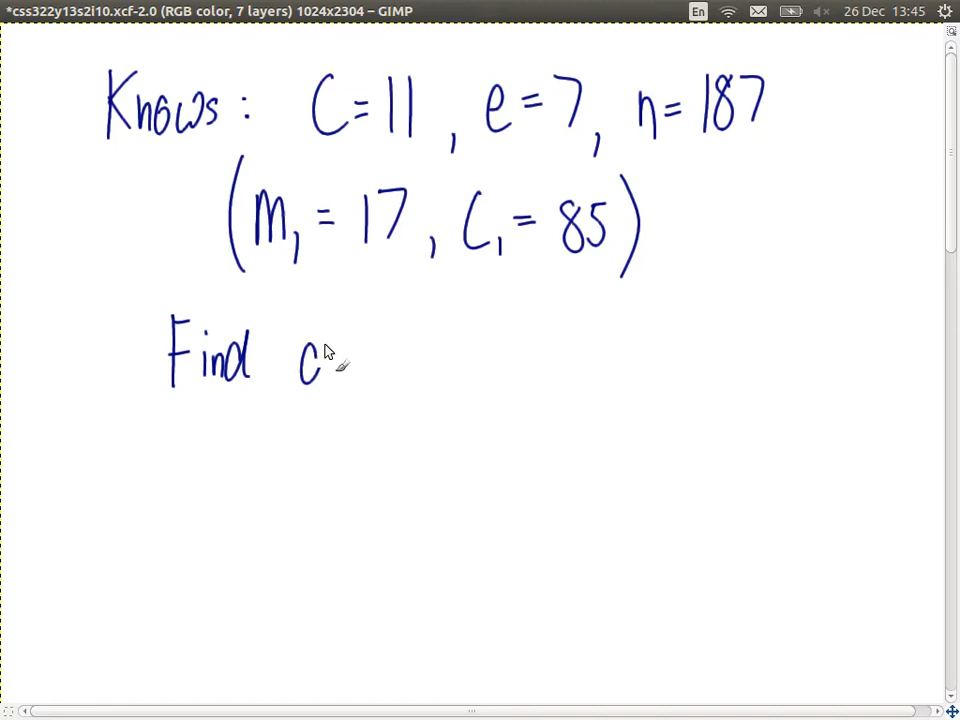 *css322y13s2i10.xcf-2.0 (RGB color, 7 layers) 1024x2304 – GIMP
En 26 Dec 13:45
Knows: C=11, e=7, n=187
(M₁ = 17, C₁ = 85)
Find c